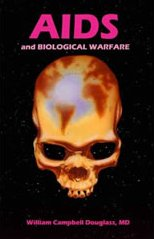 AIDS
and BIOLOGICAL WARFARE
William Campbell Douglass, MD